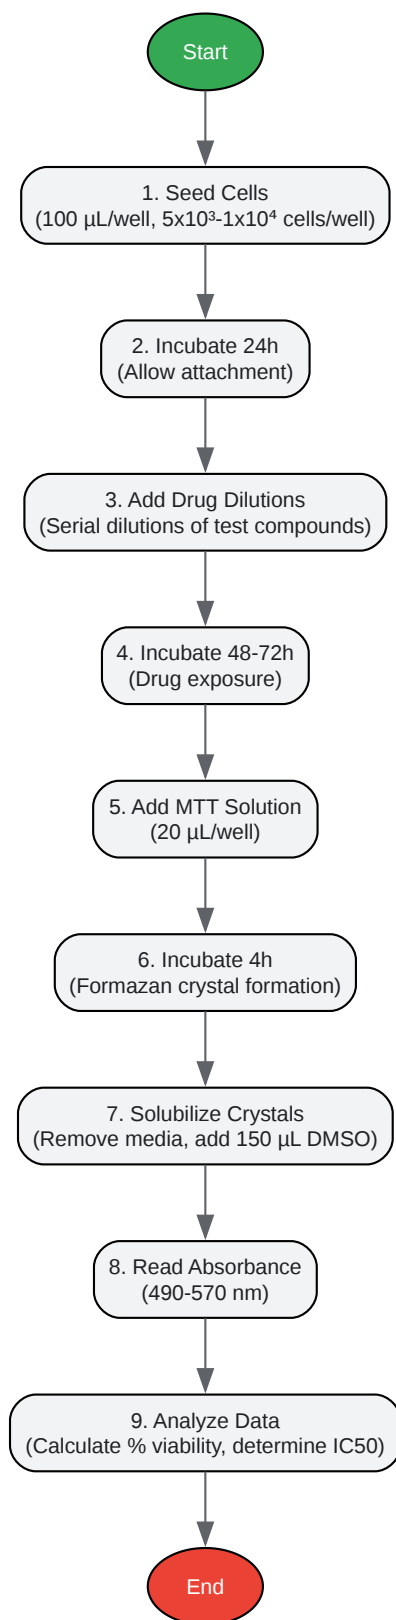 Start
1. Seed Cells
(100 µL/well, 5x10³-1x10⁴ cells/well)
2. Incubate 24h
(Allow attachment)
3. Add Drug Dilutions
(Serial dilutions of test compounds)
4. Incubate 48-72h
(Drug exposure)
5. Add MTT Solution
(20 µL/well)
6. Incubate 4h
(Formazan crystal formation)
7. Solubilize Crystals
(Remove media, add 150 µL DMSO)
8. Read Absorbance
(490-570 nm)
9. Analyze Data
(Calculate % viability, determine IC50)
End